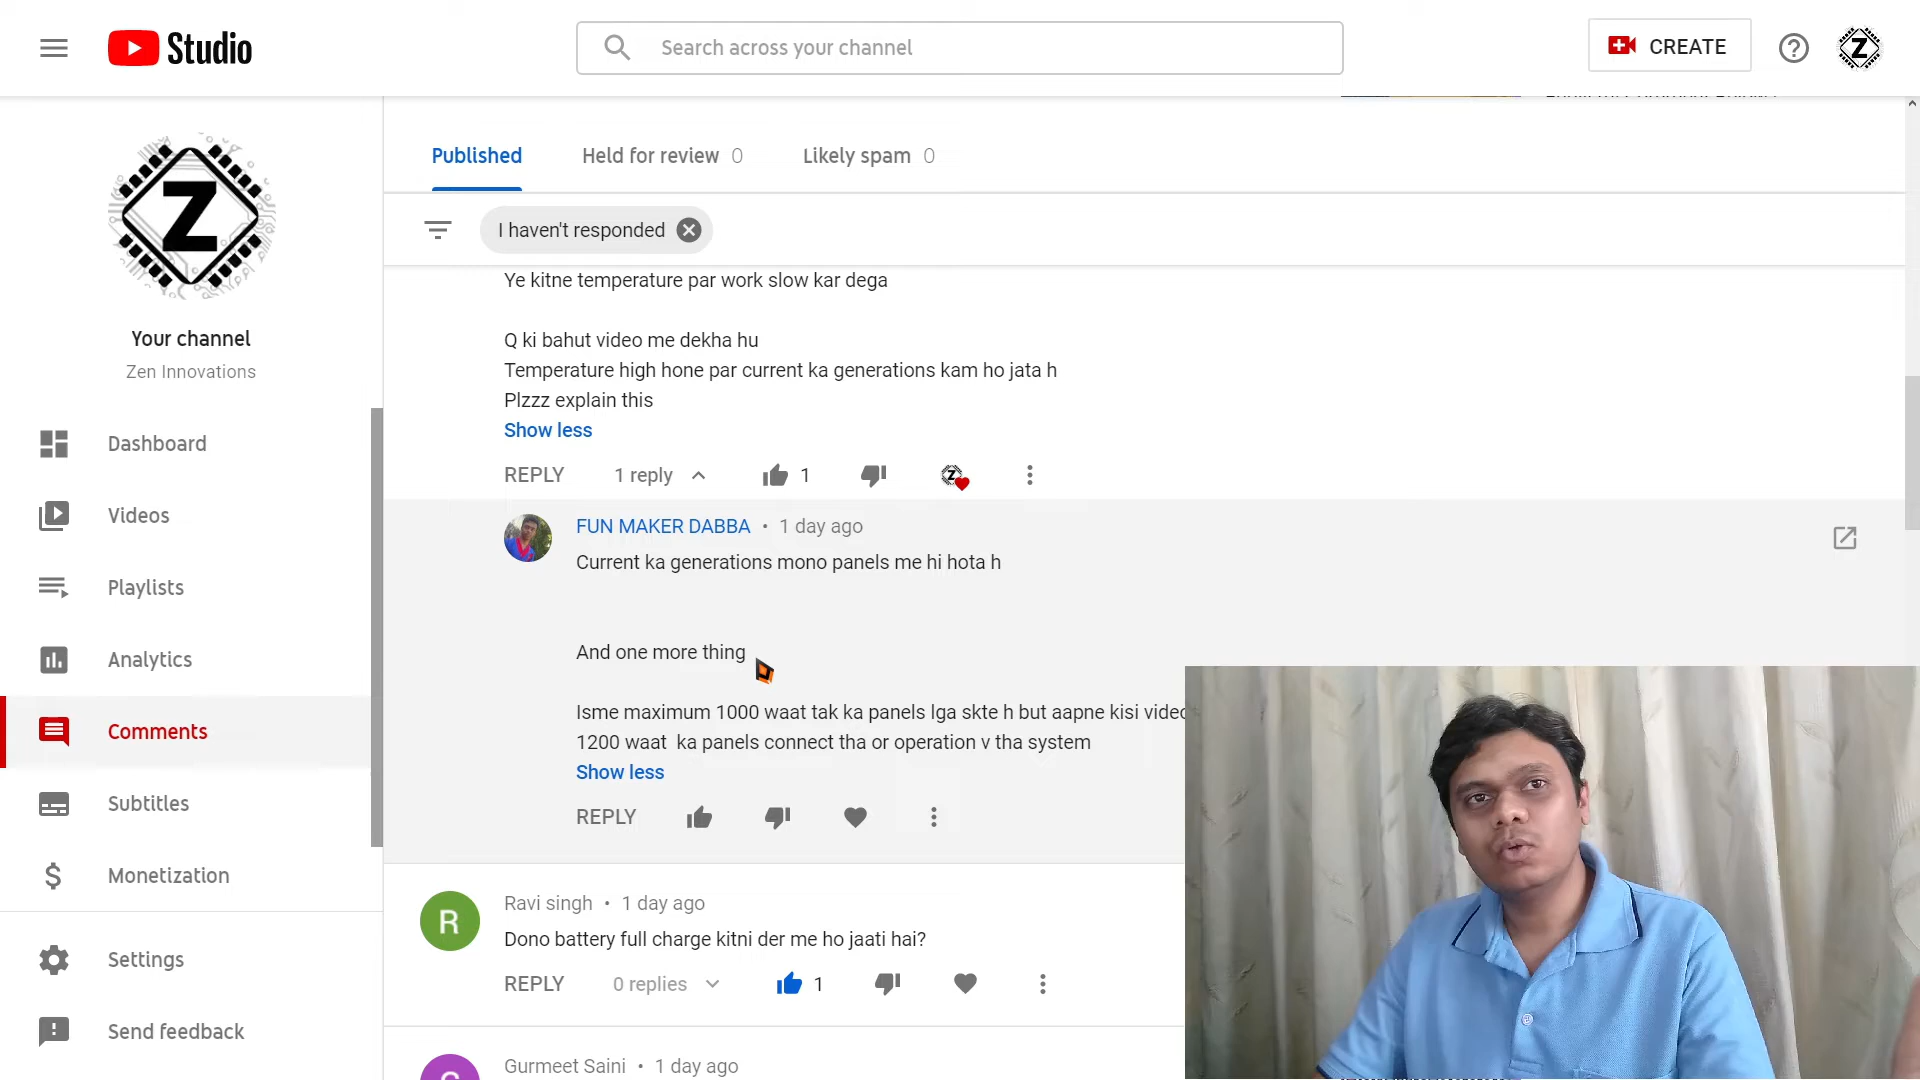 Studio
Search across your channel
CREATE
Published
Held for review 0
Likely spam 0
I haven't responded
Z
Your channel
Zen Innovations
Dashboard
Videos
Playlists
Analytics
Comments
Subtitles
Monetization
Settings
Send feedback
Ye kitne temperature par work slow kar dega
Q ki bahut video me dekha hu
Temperature high hone par current ka generations kam ho jata h
Plzzz explain this
Show less
REPLY 1 reply 1
FUN MAKER DABBA • 1 day ago
Current ka generations mono panels me hi hota h
And one more thing
Isme maximum 1000 waat tak ka panels lga skte h but aapne kisi video
1200 waat ka panels connect tha or operation v tha system
Show less
REPLY
R
Ravi singh • 1 day ago
Dono battery full charge kitni der me ho jaati hai?
REPLY 0 replies 1
Gurmeet Saini • 1 day ago